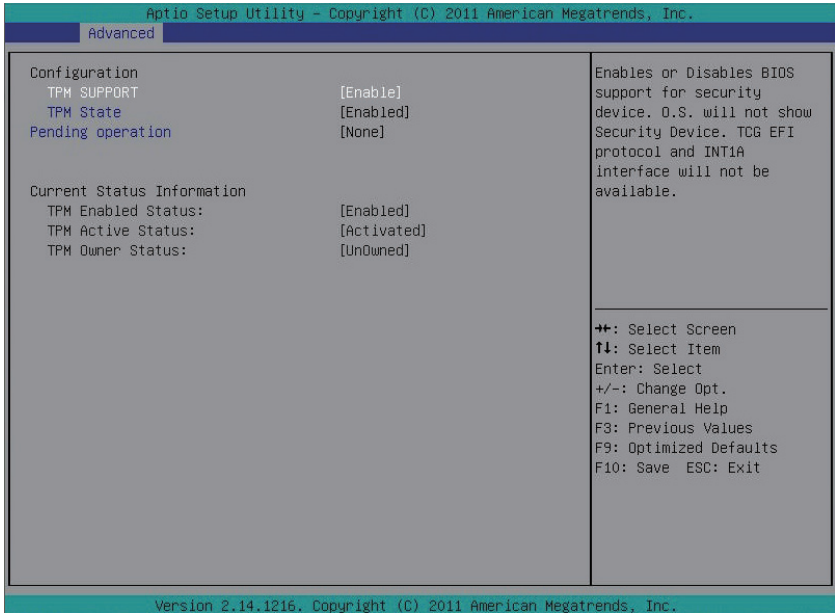 Aptio Setup Utility – Copyright (C) 2011 American Megatrends, Inc.
Advanced
Configuration
TPM SUPPORT [Enable]
TPM State [Enabled]
Pending operation [None]
Current Status Information
TPM Enabled Status: [Enabled]
TPM Active Status: [Activated]
TPM Owner Status: [UnOwned]
Enables or Disables BIOS
support for security
device. O.S. will not show
Security Device. TCG EFI
protocol and INT1A
interface will not be
available.
→←: Select Screen
↑↓: Select Item
Enter: Select
+/-: Change Opt.
F1: General Help
F3: Previous Values
F9: Optimized Defaults
F10: Save ESC: Exit
Version 2.14.1216. Copyright (C) 2011 American Megatrends, Inc.